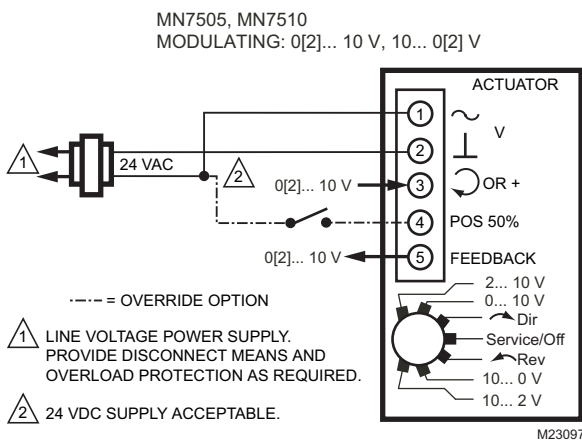 MN7505, MN7510
MODULATING: 0[2]... 10 V, 10... 0[2] V
ACTUATOR
1
V
1
24 VAC
2
2
0[2]... 10 V
3
OR +
4
POS 50%
0[2]... 10 V
5
FEEDBACK
2... 10 V
0... 10 V
Dir
Service/Off
Rev
10... 0 V
10... 2 V
= OVERRIDE OPTION
1 LINE VOLTAGE POWER SUPPLY.
PROVIDE DISCONNECT MEANS AND
OVERLOAD PROTECTION AS REQUIRED.
2 24 VDC SUPPLY ACCEPTABLE.
M23097